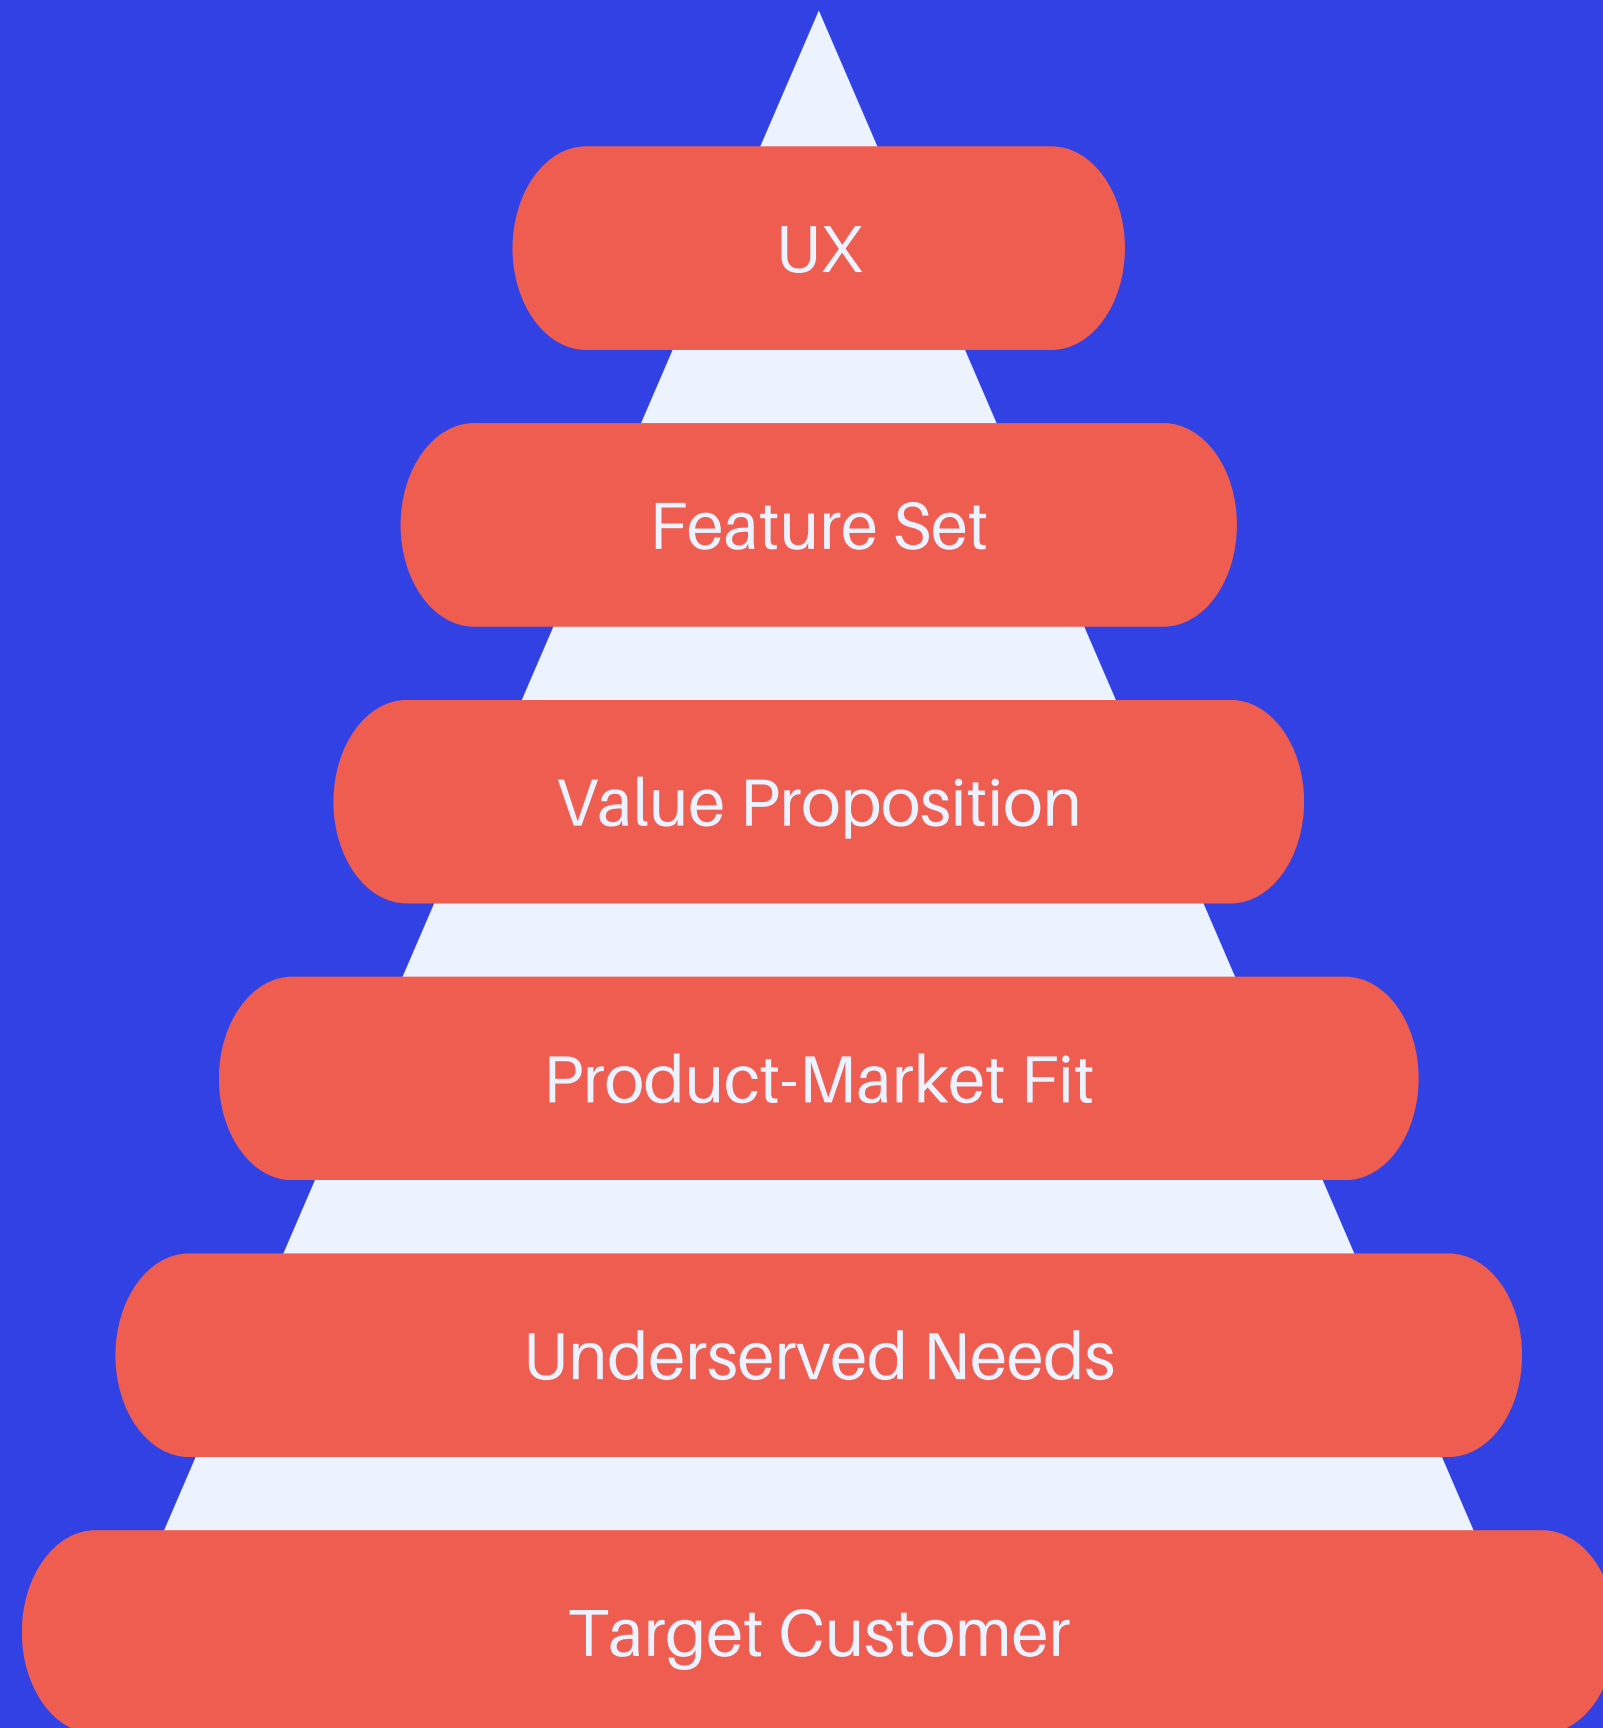 UX
Feature Set
Value Proposition
Product-Market Fit
Underserved Needs
Target Customer